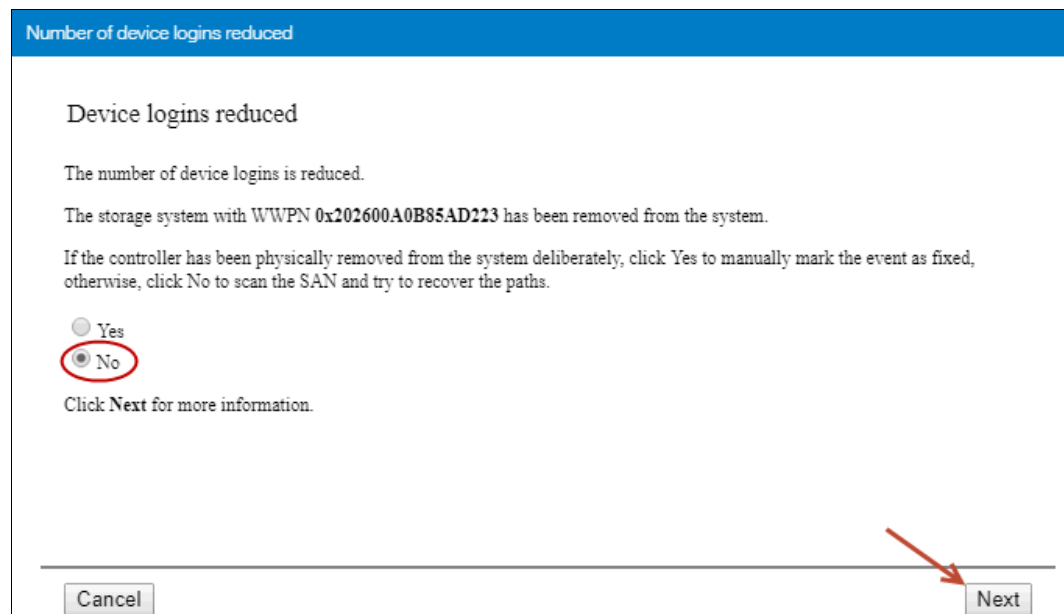 Number of device logins reduced
Device logins reduced
The number of device logins is reduced.
The storage system with WWPN 0x202600A0B85AD223 has been removed from the system.
If the controller has been physically removed from the system deliberately, click Yes to manually mark the event as fixed,
otherwise, click No to scan the SAN and try to recover the paths.
Yes
No
Click Next for more information.
Cancel
Next